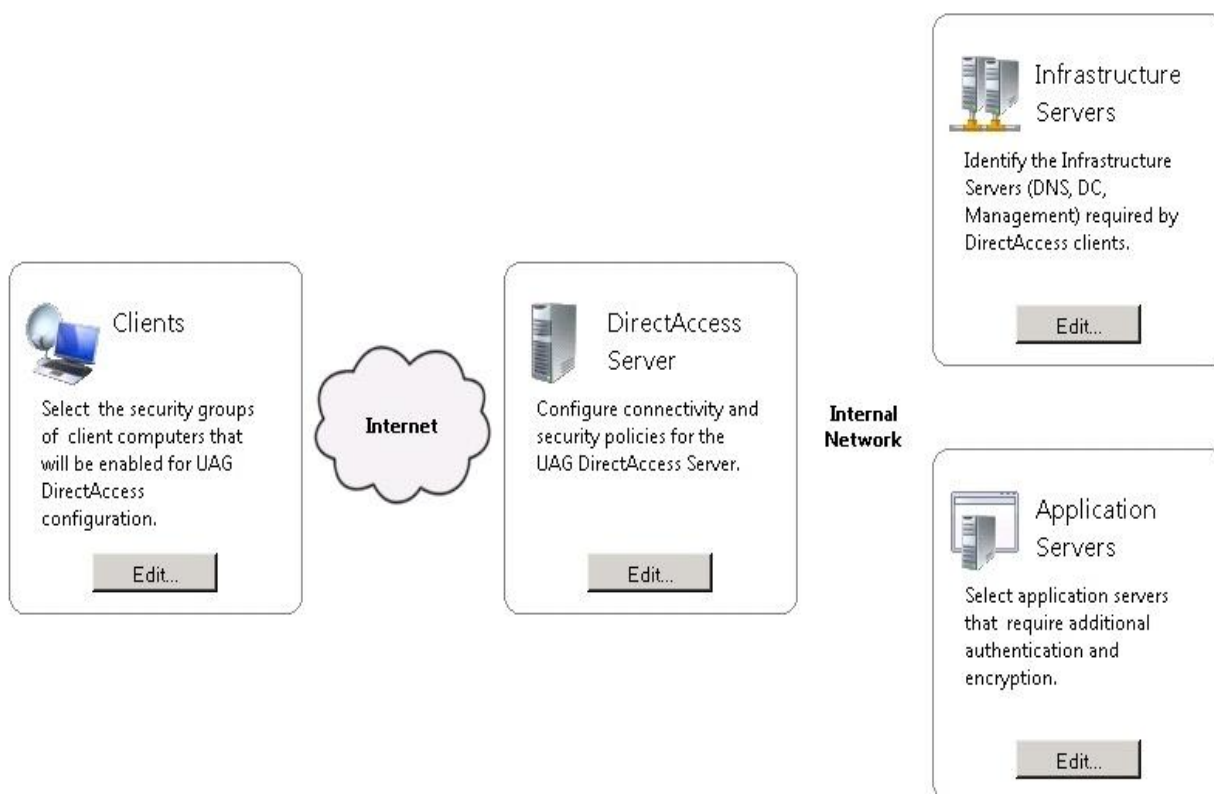 Clients
Select the security groups
of client computers that
will be enabled for UAG
DirectAccess
configuration.
Edit...
Internet
DirectAccess
Server
Configure connectivity and
security policies for the
UAG DirectAccess Server.
Edit...
Internal
Network
Infrastructure
Servers
Identify the Infrastructure
Servers (DNS, DC,
Management) required by
DirectAccess clients.
Edit...
Application
Servers
Select application servers
that require additional
authentication and
encryption.
Edit...